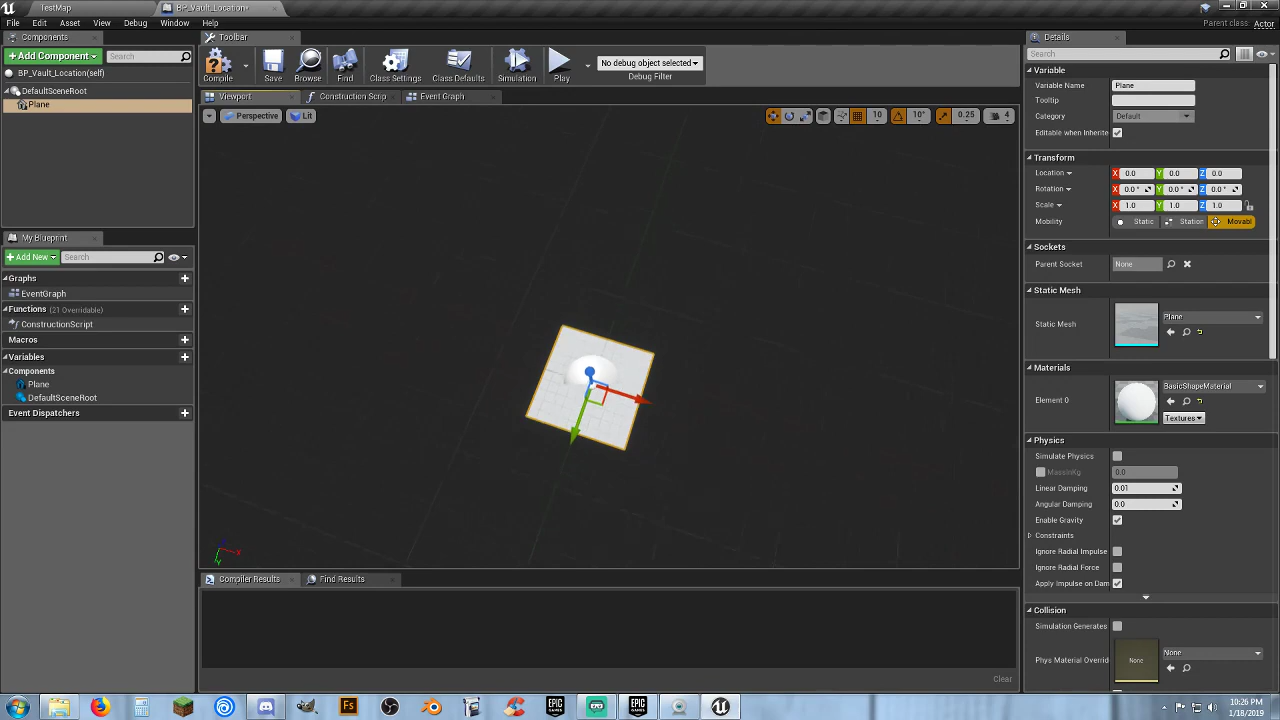 TestMap
BP_Vault_Location*
File Edit Asset View Debug Window Help
Parent class: Actor
Components
Add Component
Search
BP_Vault_Location(self)
DefaultSceneRoot
Plane
My Blueprint
Add New
Search
Graphs
EventGraph
Functions (21 Overridable)
ConstructionScript
Macros
Variables
Components
Plane
DefaultSceneRoot
Event Dispatchers
Toolbar
Compile
Save
Browse
Find
Class Settings
Class Defaults
Simulation
Play
No debug object selected
Debug Filter
Viewport
Construction Scrip
Event Graph
Perspective
Lit
10
10°
0.25
4
Z X Y
Compiler Results
Find Results
Clear
Details
Search
Variable
Variable Name Plane
Tooltip
Category Default
Editable when Inherite
Transform
Location X 0.0 Y 0.0 Z 0.0
Rotation X 0.0 ° Y 0.0 ° Z 0.0 °
Scale X 1.0 Y 1.0 Z 1.0
Mobility Static Station Movabl
Sockets
Parent Socket None
Static Mesh
Static Mesh Plane
Materials
Element 0 BasicShapeMaterial
Textures
Physics
Simulate Physics
MassInKg 0.0
Linear Damping 0.01
Angular Damping 0.0
Enable Gravity
Constraints
Ignore Radial Impulse
Ignore Radial Force
Apply Impulse on Dam
Collision
Simulation Generates
Phys Material Overrid None None
Fs
EPIC GAMES
EPIC GAMES
10:26 PM
1/18/2019